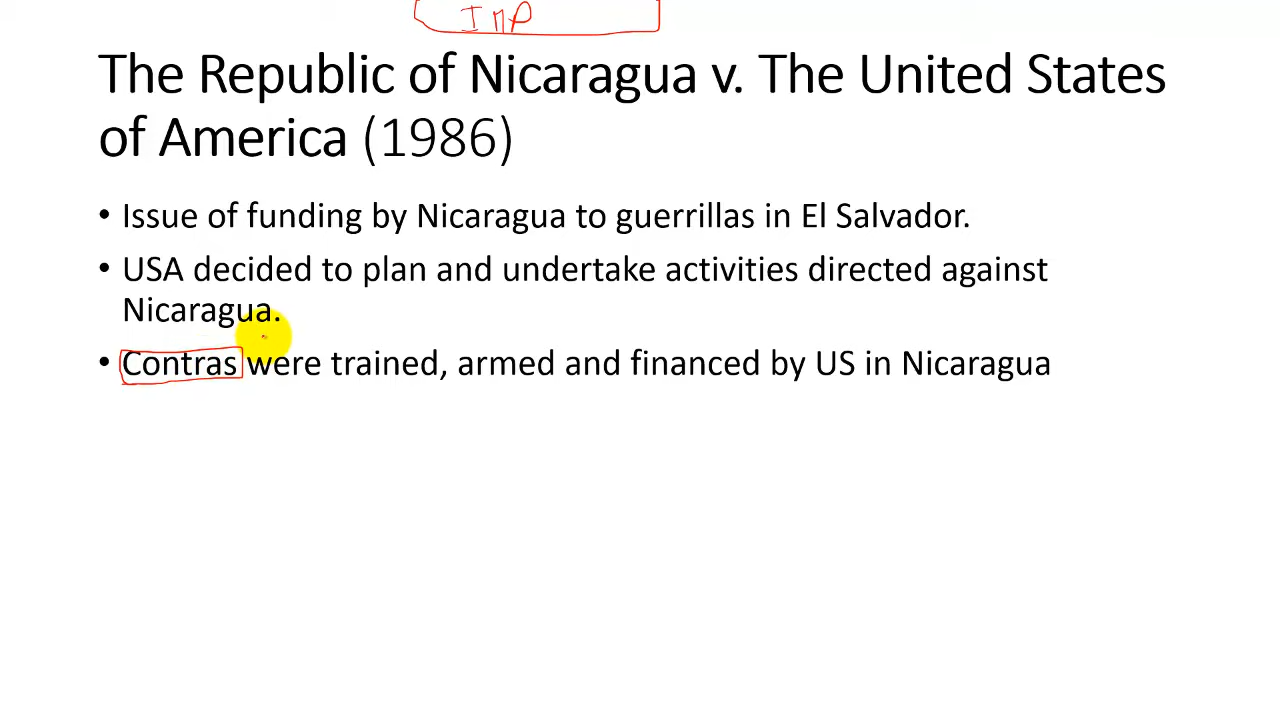 IMP
The Republic of Nicaragua v. The United States
of America (1986)
• Issue of funding by Nicaragua to guerrillas in El Salvador.
• USA decided to plan and undertake activities directed against
Nicaragua.
• Contras were trained, armed and financed by US in Nicaragua